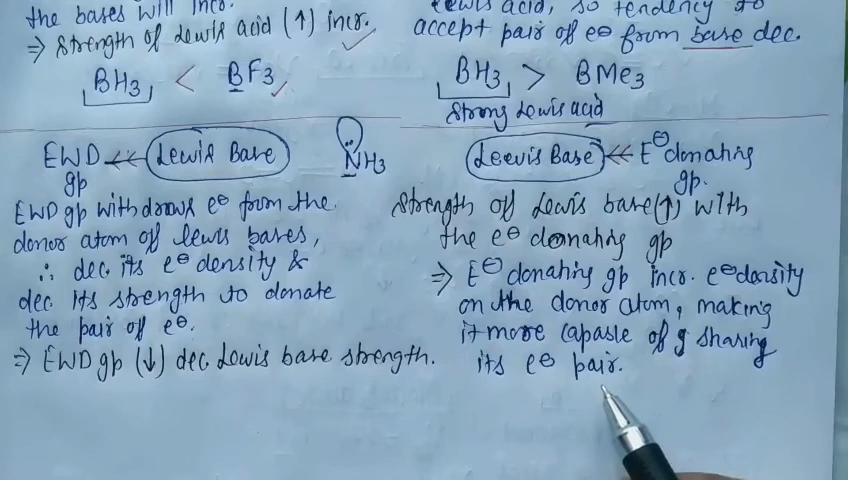 the bases will incr.
⇒ Strength of Lewis acid (↑) incr.
BH3 < BF3
Lewis acid, so tendency to
accept pair of e⊖ from base dec.
BH3 > BMe3
Strong Lewis acid
EWD gp ← Lewis Base
N̈H3
EWD gp withdraws e⊖ from the
donor atom of lewis bases,
∴ dec. its e⊖ density &
dec its strength to donate
the pair of e⊖.
⇒ EWD gp (↓) dec. Lewis base strength.
Lewis Base ← E⊖ donating
gp.
Strength of Lewis base (↑) with
the e⊖ donating gp
⇒ E⊖ donating gp incr. e⊖ density
on the donor atom, making
it more capable of sharing
its e⊖ pair.